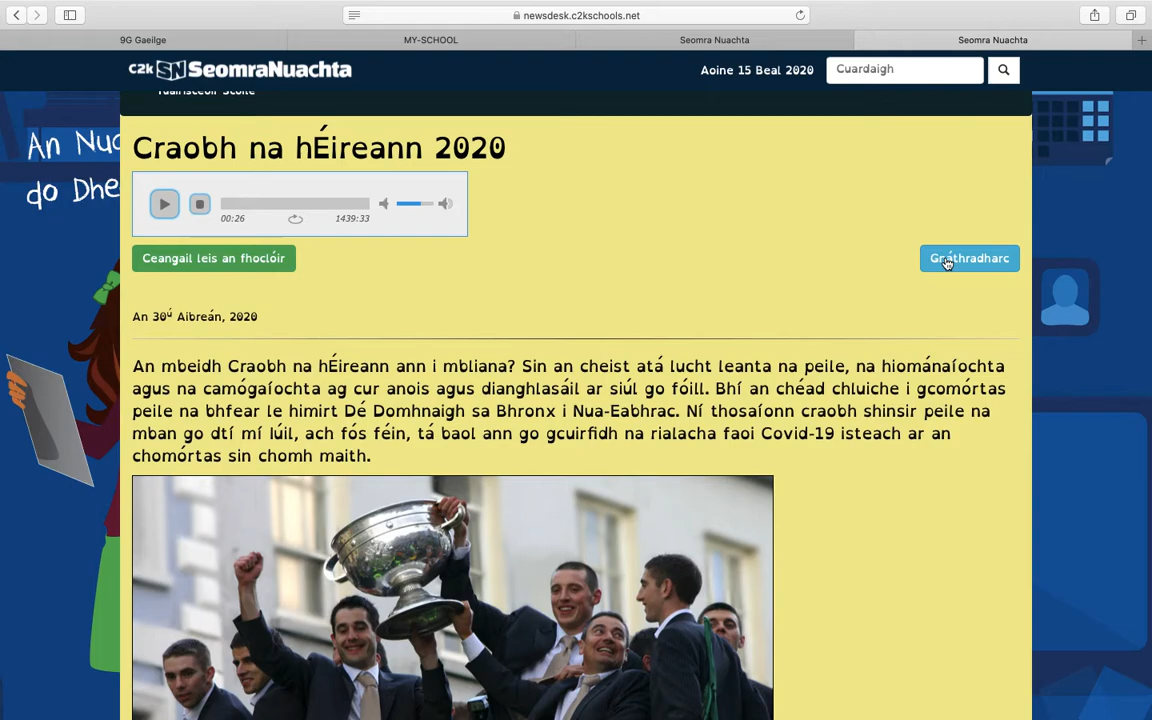 newsdesk.c2kschools.net
9G Gaeilge
MY-SCHOOL
Seomra Nuachta
Seomra Nuachta
C2k SN SeomraNuachta
Aoine 15 Beal 2020
Cuardaigh
Tuairisceoir Scoile
An Nuc
do Dhe
Craobh na hÉireann 2020
00:26
1439:33
Ceangail leis an fhoclóir
Gnáthradharc
An 30ú Aibreán, 2020
An mbeidh Craobh na hÉireann ann i mbliana? Sin an cheist atá lucht leanta na peile, na hiománaíochta
agus na camógaíochta ag cur anois agus dianghlasáil ar siúl go fóill. Bhí an chéad chluiche i gcomórtas
peile na bhfear le himirt Dé Domhnaigh sa Bhronx i Nua-Eabhrac. Ní thosaíonn craobh shinsir peile na
mban go dtí mí Iúil, ach fós féin, tá baol ann go gcuirfidh na rialacha faoi Covid-19 isteach ar an
chomórtas sin chomh maith.